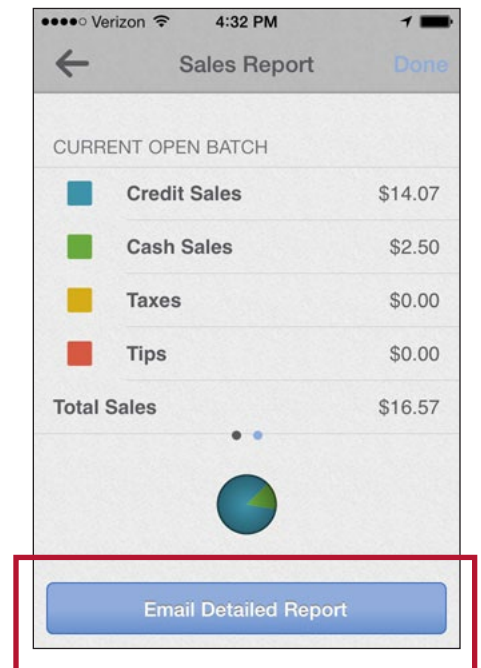 Verizon 4:32 PM
Sales Report Done
CURRENT OPEN BATCH
Credit Sales $14.07
Cash Sales $2.50
Taxes $0.00
Tips $0.00
Total Sales $16.57
Email Detailed Report